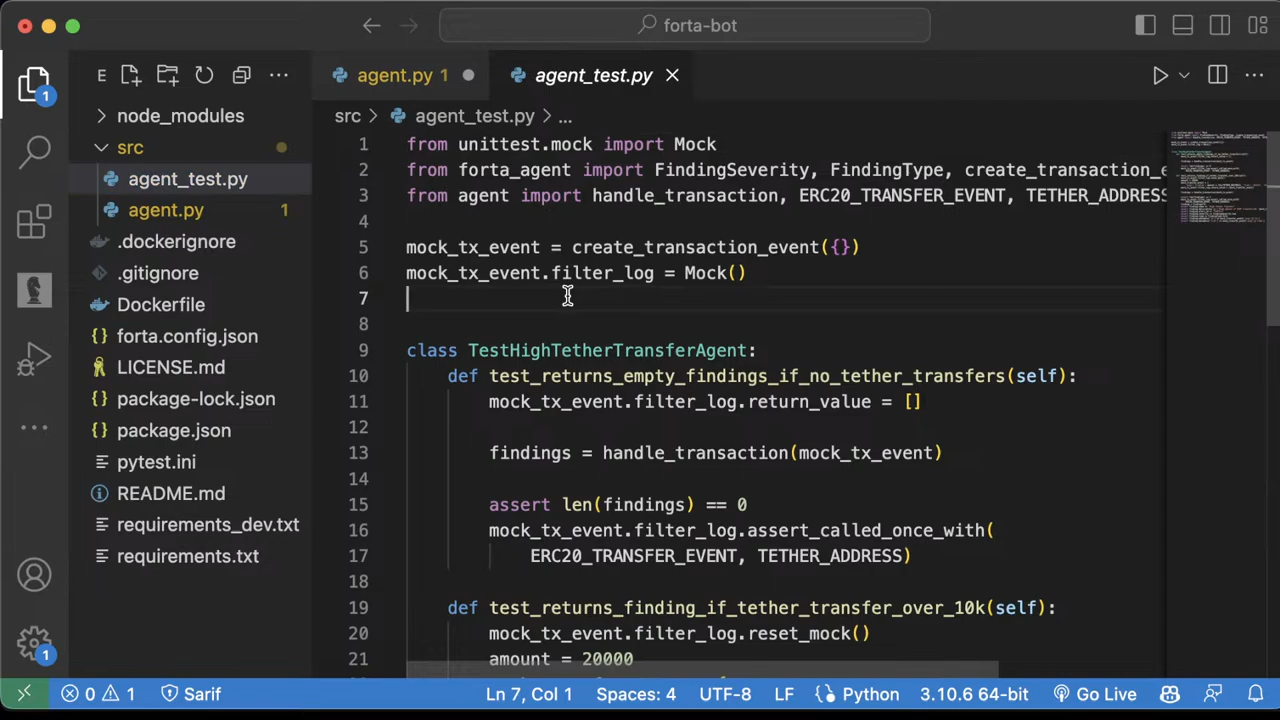 forta-bot
E
agent.py 1
agent_test.py
node_modules
src
agent_test.py
agent.py 1
.dockerignore
.gitignore
Dockerfile
{} forta.config.json
LICENSE.md
{} package-lock.json
{} package.json
pytest.ini
README.md
requirements_dev.txt
requirements.txt
1
1
src > agent_test.py > ...
1 from unittest.mock import Mock
2 from forta_agent import FindingSeverity, FindingType, create_transaction_e
3 from agent import handle_transaction, ERC20_TRANSFER_EVENT, TETHER_ADDRESS
4
5 mock_tx_event = create_transaction_event({})
6 mock_tx_event.filter_log = Mock()
7
8
9 class TestHighTetherTransferAgent:
10 def test_returns_empty_findings_if_no_tether_transfers(self):
11 mock_tx_event.filter_log.return_value = []
12
13 findings = handle_transaction(mock_tx_event)
14
15 assert len(findings) == 0
16 mock_tx_event.filter_log.assert_called_once_with(
17 ERC20_TRANSFER_EVENT, TETHER_ADDRESS)
18
19 def test_returns_finding_if_tether_transfer_over_10k(self):
20 mock_tx_event.filter_log.reset_mock()
21 amount = 20000
0 1 Sarif Ln 7, Col 1 Spaces: 4 UTF-8 LF Python 3.10.6 64-bit Go Live